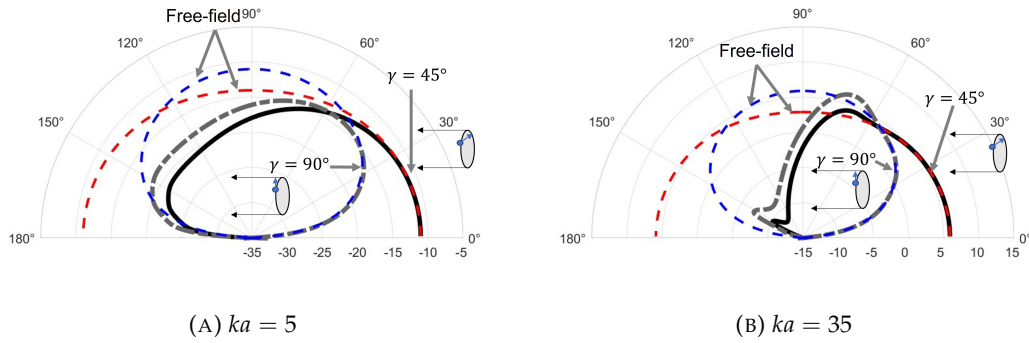 Free-field
90°
120°
60°
γ = 45°
150°
30°
γ = 90°
180°
0°
-35 -30 -25 -20 -15 -10 -5
(A) ka = 5
90°
120°
60°
Free-field
γ = 45°
150°
30°
γ = 90°
180°
0°
-15 -10 -5 0 5 10 15
(B) ka = 35